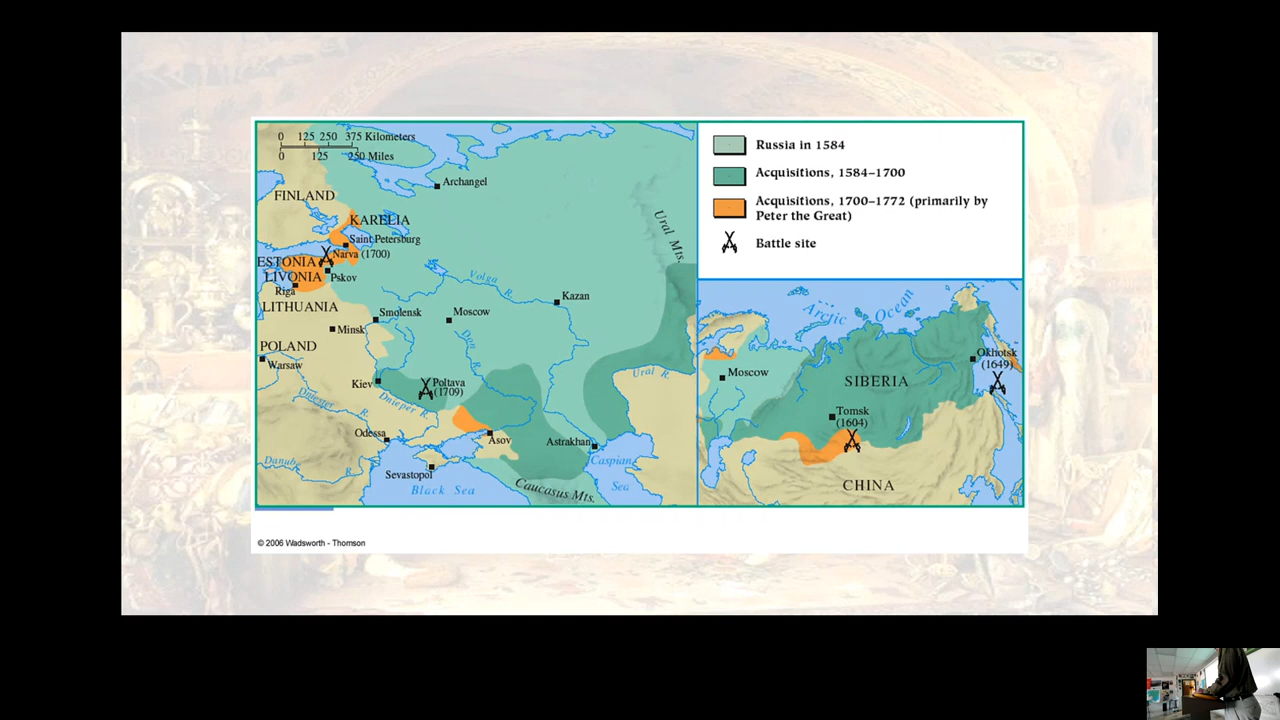 0 125 250 375 Kilometers
0 125 250 Miles
Archangel
FINLAND
KARELIA
Saint Petersburg
ESTONIA
Narva (1700)
LIVONIA
Pskov
Riga
LITHUANIA
Smolensk
Moscow
Minsk
POLAND
Warsaw
Volga R.
Kazan
Ural Mts.
Don R.
Kiev
Poltava
(1709)
Ural R.
Dniester R.
Dnieper R.
Odessa
Asov
Astrakhan
Danub
R.
Sevastopol
Black Sea
Caspian
Sea
Caucasus Mts.
Russia in 1584
Acquisitions, 1584–1700
Acquisitions, 1700–1772 (primarily by
Peter the Great)
Battle site
Arctic Ocean
Moscow
Okhotsk
(1649)
SIBERIA
Tomsk
(1604)
CHINA
© 2006 Wadsworth - Thomson